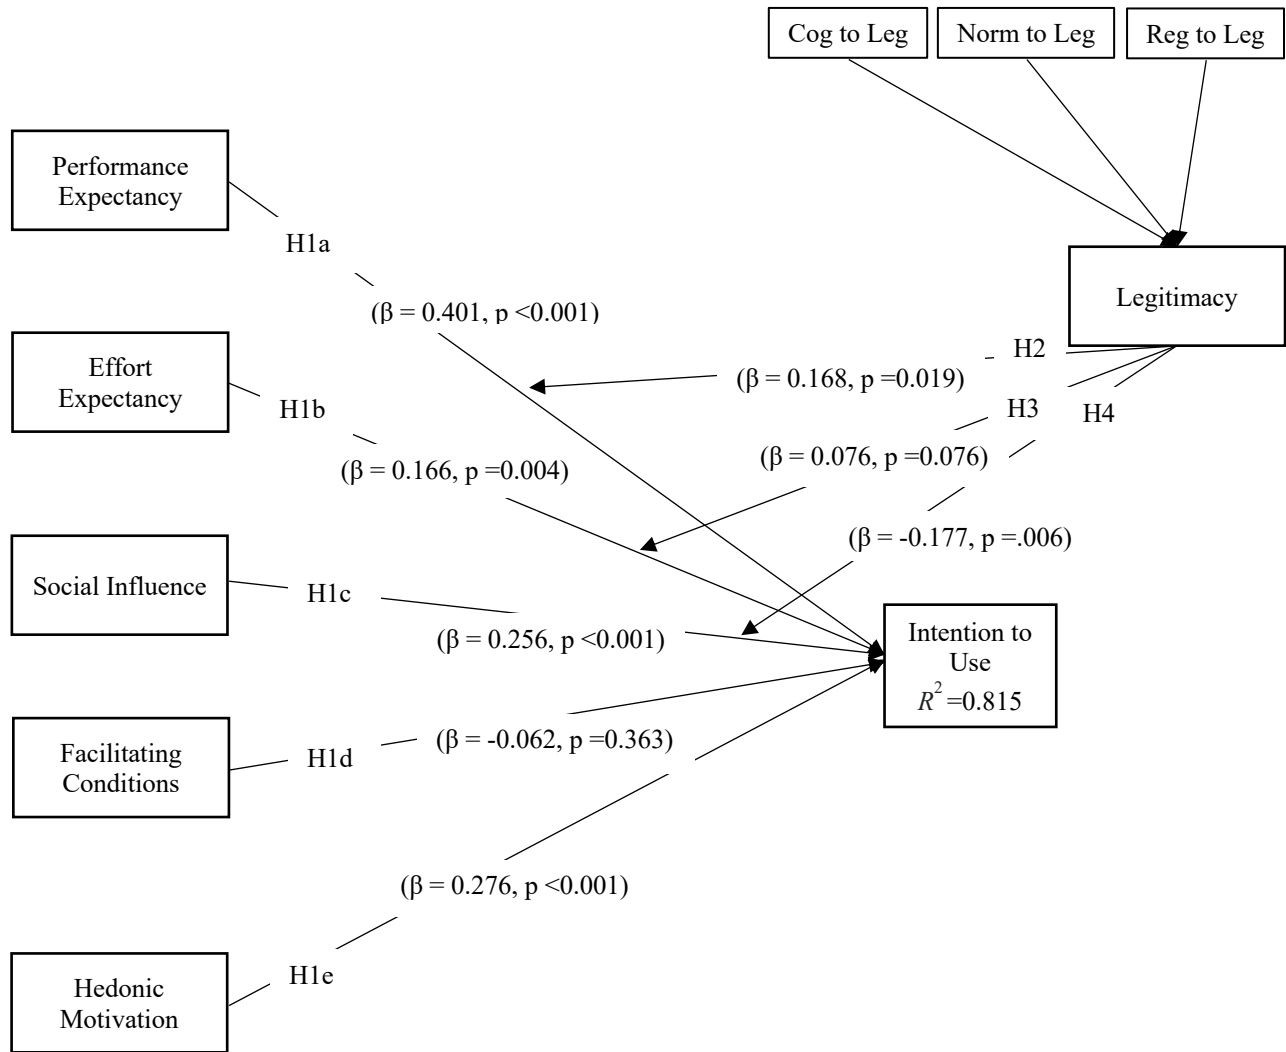 Cog to Leg
Norm to Leg
Reg to Leg
Performance
Expectancy
H1a
(β = 0.401, p <0.001)
Legitimacy
Effort
Expectancy
H1b
(β = 0.166, p =0.004)
H2
(β = 0.168, p =0.019)
H3
H4
(β = 0.076, p =0.076)
(β = -0.177, p =.006)
Social Influence
H1c
(β = 0.256, p <0.001)
Intention to
Use
R² =0.815
Facilitating
Conditions
H1d
(β = -0.062, p =0.363)
(β = 0.276, p <0.001)
Hedonic
Motivation
H1e